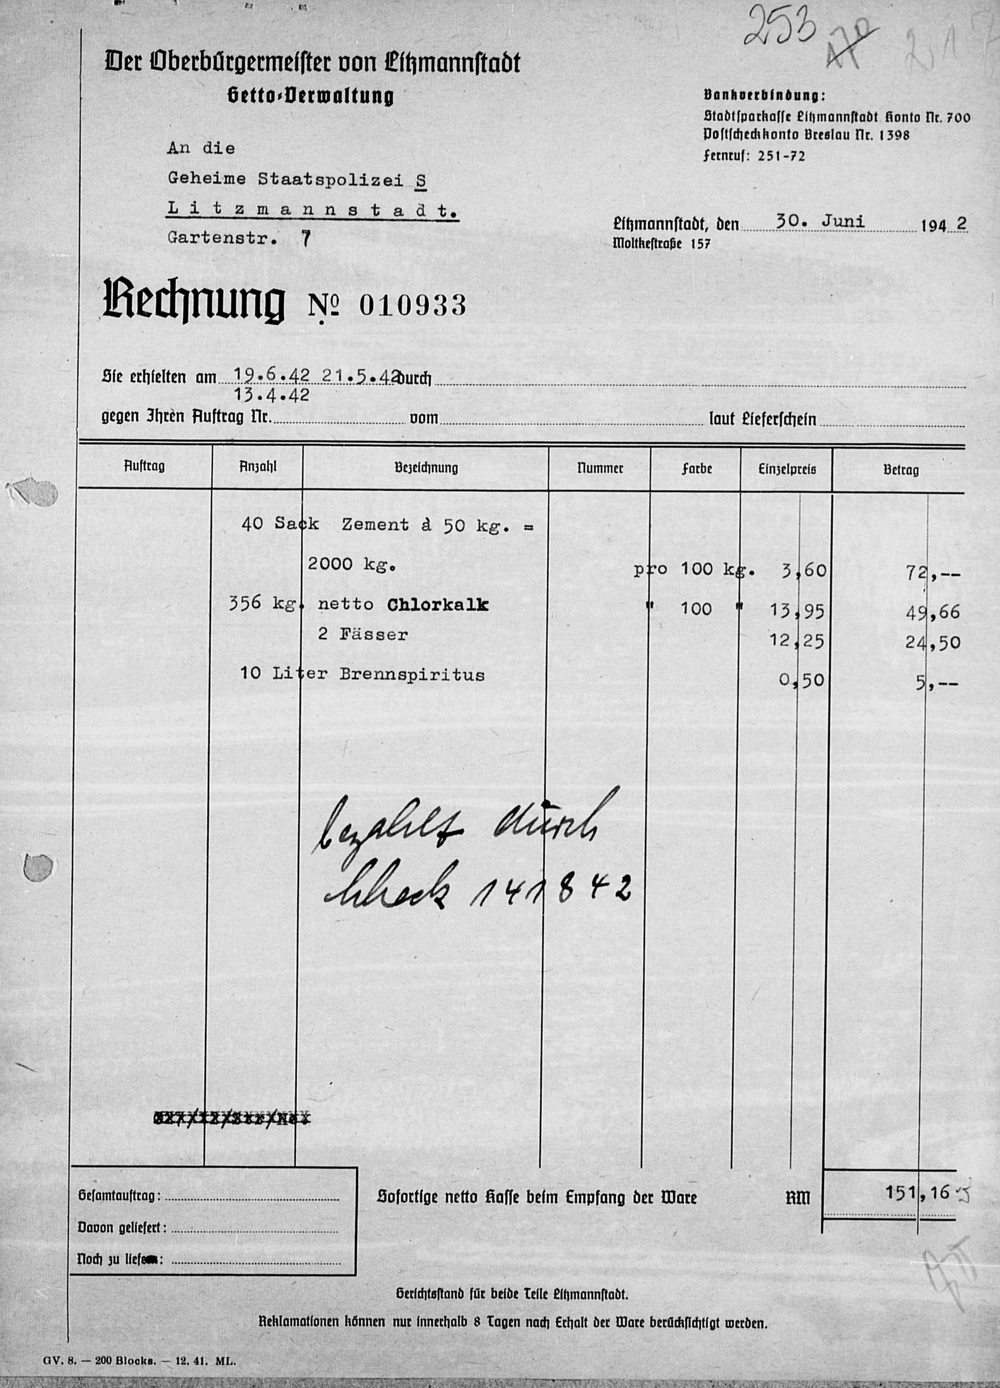 253
217
Der Oberbürgermeister von Litzmannstadt
Getto-Verwaltung
Bankverbindung:
Stadtsparkasse Litzmannstadt Konto Nr. 700
Postscheckkonto Breslau Nr. 1398
Fernruf: 251-72
An die
Geheime Staatspolizei S
Litzmannstadt.
Gartenstr. 7
Litzmannstadt, den 30. Juni 1942
Moltkestraße 157
Rechnung No 010933
Sie erhielten am 19.6.42 21.5.42 durch
13.4.42
gegen Ihren Auftrag Nr. vom laut Lieferschein
Auftrag Anzahl Bezeichnung Nummer Farbe Einzelpreis Betrag
40 Sack Zement à 50 kg. =
2000 kg. pro 100 kg. 3,60 72,--
356 kg. netto Chlorkalk " 100 " 13,95 49,66
2 Fässer 12,25 24,50
10 Liter Brennspiritus 0,50 5,--
bezahlt durch
Scheck 141842
Gesamtauftrag:
Sofortige netto Kasse beim Empfang der Ware RM 151,16
Davon geliefert:
Noch zu liefern:
Gerichtsstand für beide Teile Litzmannstadt.
Reklamationen können nur innerhalb 8 Tagen nach Erhalt der Ware berücksichtigt werden.
GV. 8. — 200 Blocks. — 12. 41. ML.